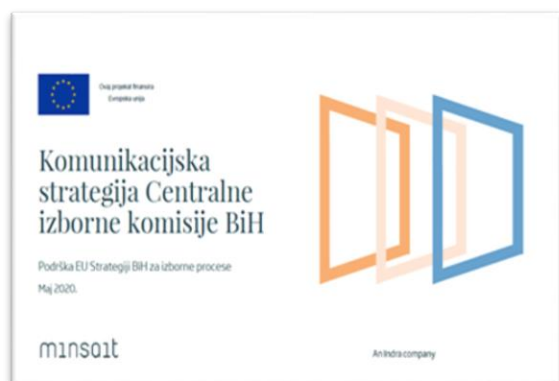 Ovaj projekat finansira
Evropska unija
Komunikacijska
strategija Centralne
izborne komisije BiH
Podrška EU Strategiji BiH za izborne procese
Maj 2020.
minsait
An Indra company